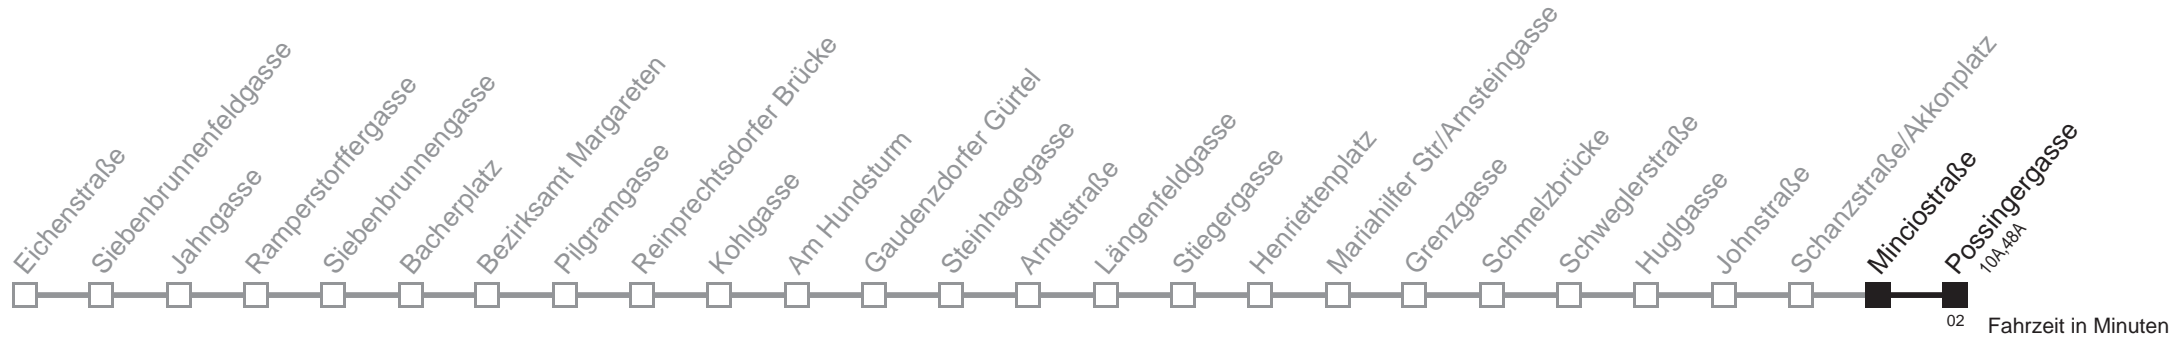 Eichenstraße
Siebenbrunnenfeldgasse
Jahngasse
Ramperstorffergasse
Siebenbrunnengasse
Bacherplatz
Bezirksamt Margareten
Pilgramgasse
Reinprechtsdorfer Brücke
Kohlgasse
Am Hundsturm
Gaudenzdorfer Gürtel
Steinhagegasse
Arndtstraße
Längenfeldgasse
Stiegergasse
Henriettenplatz
Mariahilfer Str/Arnsteingasse
Grenzgasse
Schmelzbrücke
Schweglerstraße
Huglgasse
Johnstraße
Schanzstraße/Akkonplatz
Minciostraße
Possingergasse
10A,48A
02
Fahrzeit in Minuten